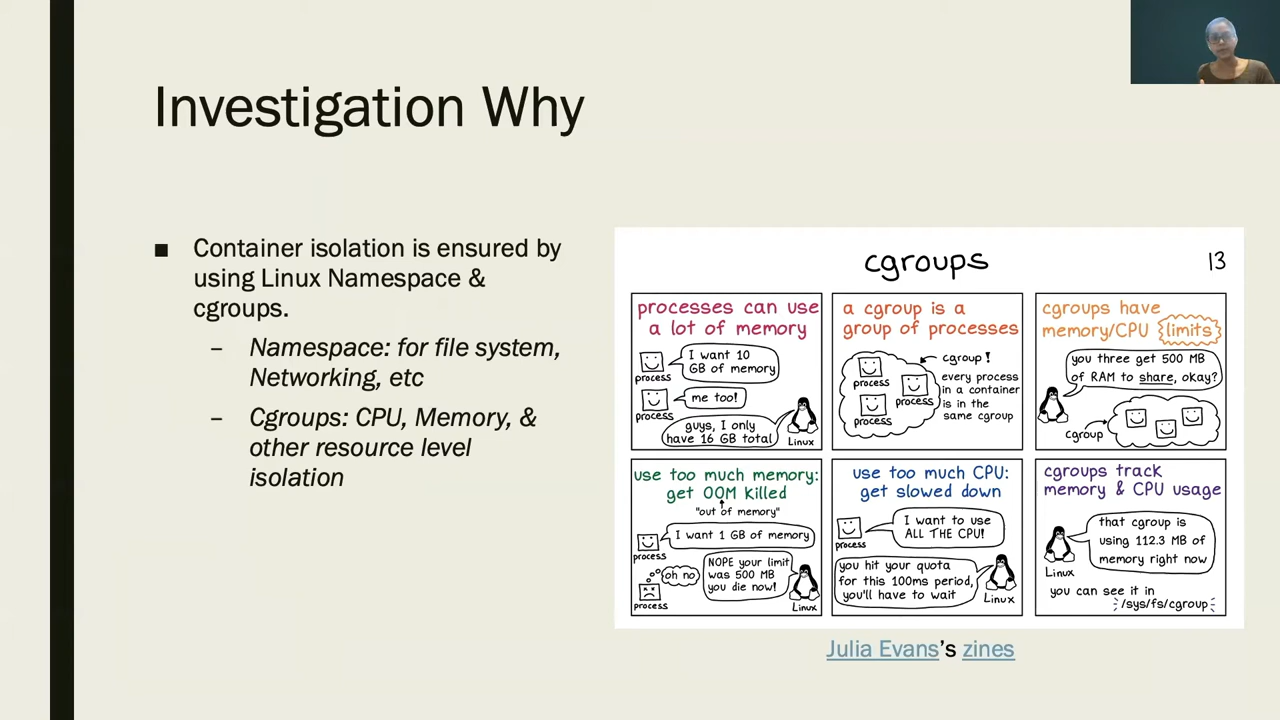 Investigation Why
■ Container isolation is ensured by
using Linux Namespace &
cgroups.
– Namespace: for file system,
Networking, etc
– Cgroups: CPU, Memory, &
other resource level
isolation
cgroups
13
processes can use
a lot of memory
I want 10
GB of memory
process
me too!
process
guys, I only
have 16 GB total
Linux
a cgroup is a
group of processes
cgroup!
process
process
process
every process
in a container
is in the
same cgroup
cgroups have
memory/CPU limits
you three get 500 MB
of RAM to share, okay?
cgroup
use too much memory:
get OOM killed
"out of memory"
I want 1 GB of memory
process
NOPE your limit
was 500 MB
you die now!
oh no
process
Linux
use too much CPU:
get slowed down
I want to use
ALL THE CPU!
process
you hit your quota
for this 100ms period,
you'll have to wait
Linux
cgroups track
memory & CPU usage
that cgroup is
using 112.3 MB of
memory right now
Linux
you can see it in
/sys/fs/cgroup
Julia Evans's zines